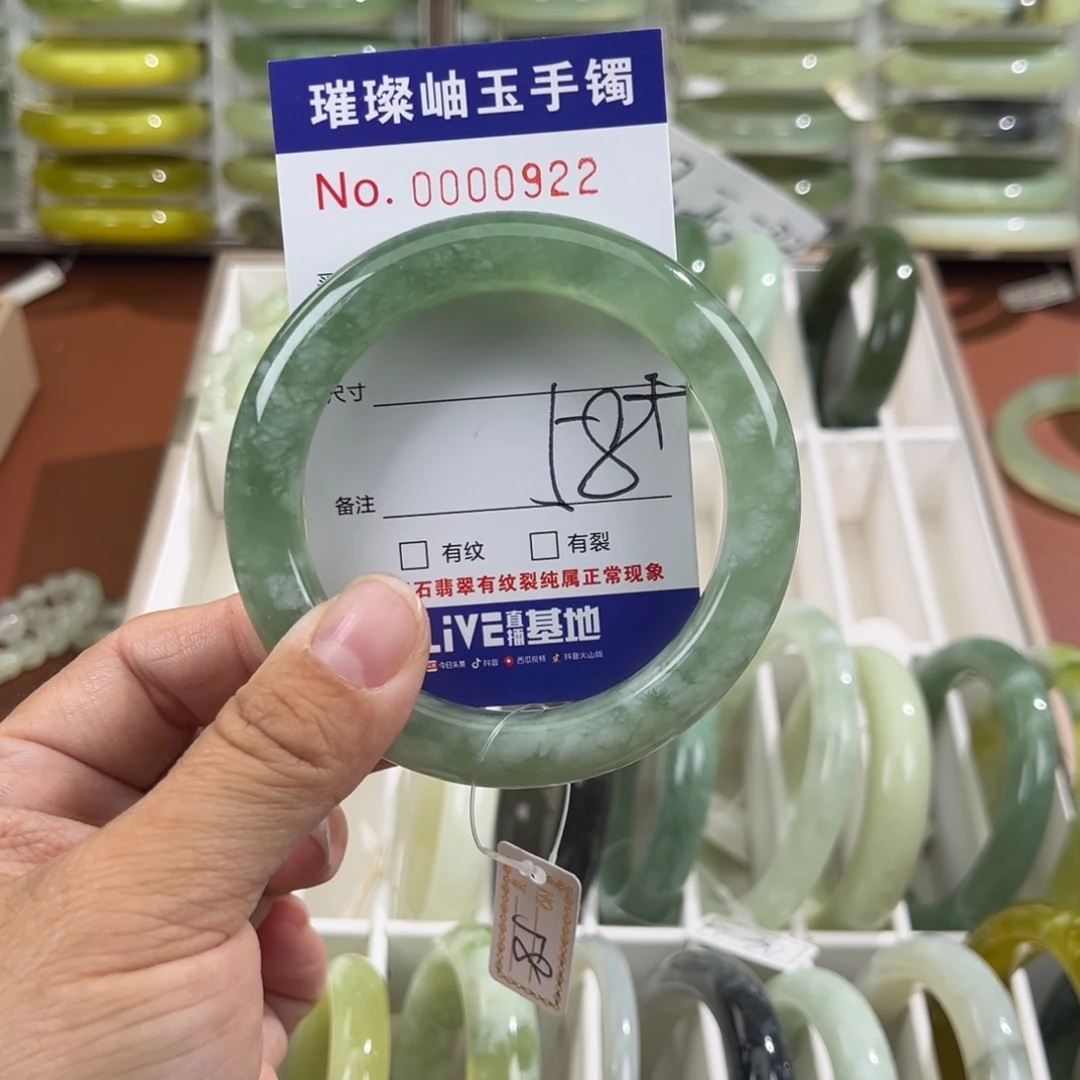 璀璨岫玉手镯
No. 0000922
尺寸
58
备注
有纹 有裂
石翡翠有纹裂纯属正常现象
LIVE直播基地
今日头条 抖音 西瓜视频 抖音火山版
58